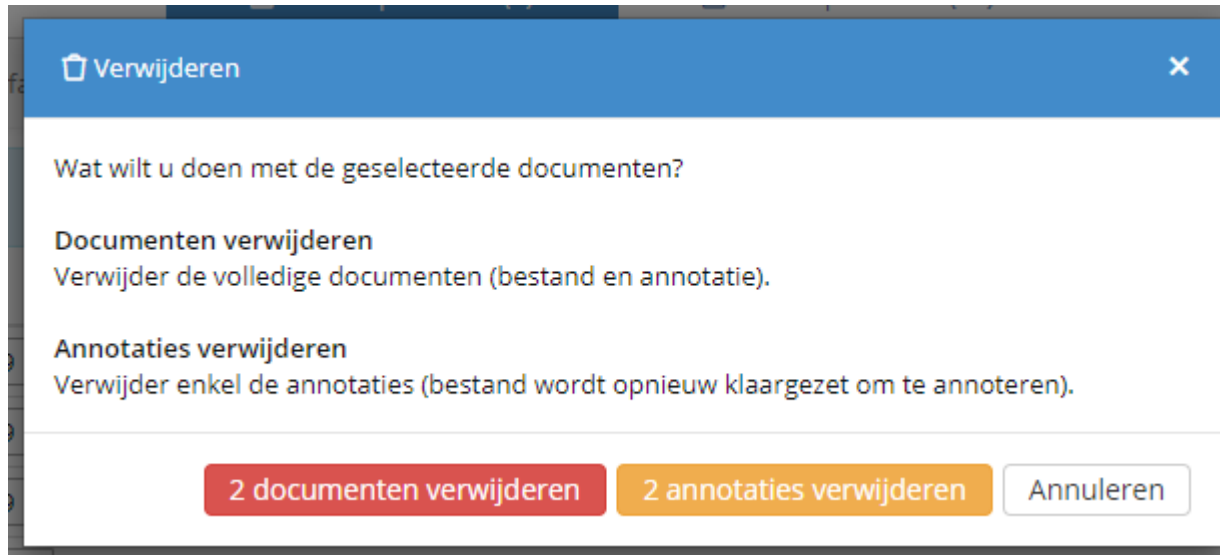 Verwijderen
Wat wilt u doen met de geselecteerde documenten?
Documenten verwijderen
Verwijder de volledige documenten (bestand en annotatie).
Annotaties verwijderen
Verwijder enkel de annotaties (bestand wordt opnieuw klaargezet om te annoteren).
2 documenten verwijderen 2 annotaties verwijderen Annuleren